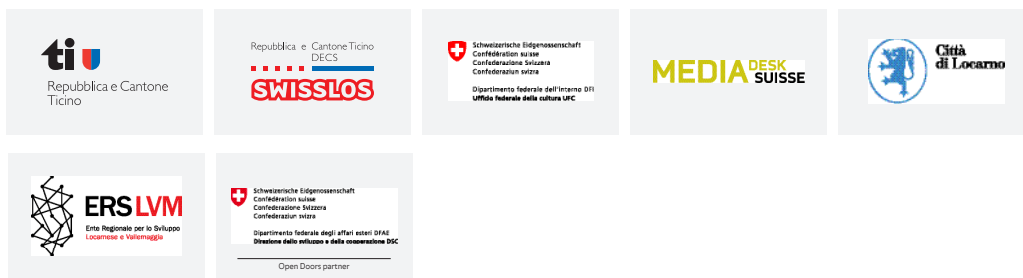 ti
Repubblica e Cantone
Ticino
Repubblica e Cantone Ticino
DECS
SWISSLOS
Schweizerische Eidgenossenschaft
Confédération suisse
Confederazione Svizzera
Confederaziun svizra
Dipartimento federale dell'interno DFI
Ufficio federale della cultura UFC
MEDIA DESK
SUISSE
Città
di Locarno
ERS LVM
Ente Regionale per lo Sviluppo
Locarnese e Vallemaggia
Schweizerische Eidgenossenschaft
Confédération suisse
Confederazione Svizzera
Confederaziun svizra
Dipartimento federale degli affari esteri DFAE
Direzione dello sviluppo e della cooperazione DSC
Open Doors partner